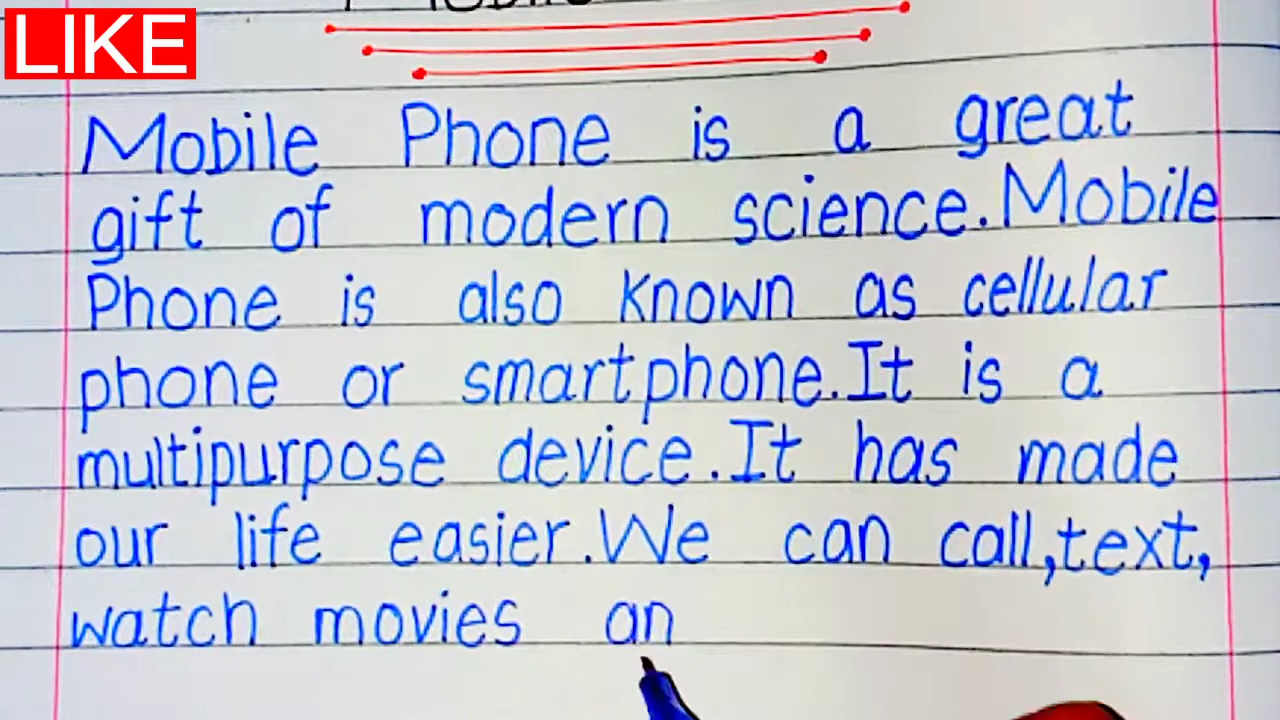 LIKE
Mobile Phone is a great
gift of modern science.Mobile
Phone is also known as cellular
phone or smartphone.It is a
multipurpose device.It has made
our life easier.We can call,text,
watch movies an